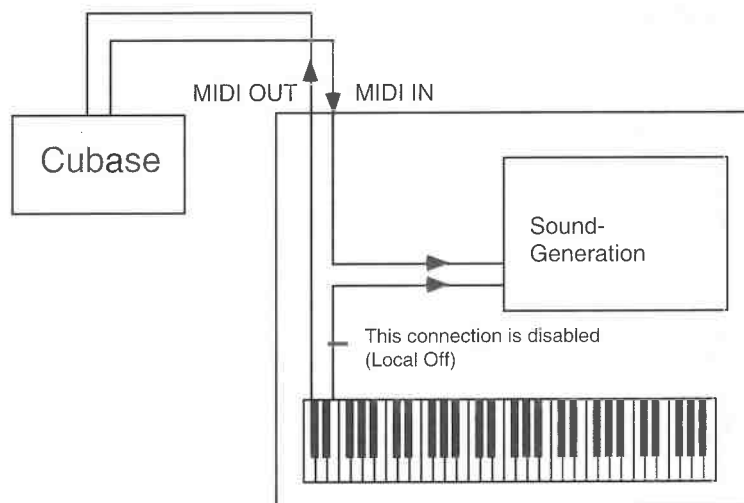 MIDI OUT
MIDI IN
Cubase
Sound-
Generation
This connection is disabled
(Local Off)